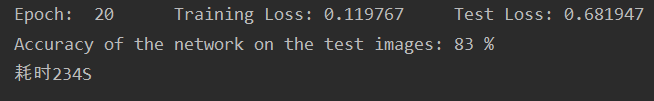 Epoch:  20      Training Loss: 0.119767     Test Loss: 0.681947
Accuracy of the network on the test images: 83 %
耗时234S